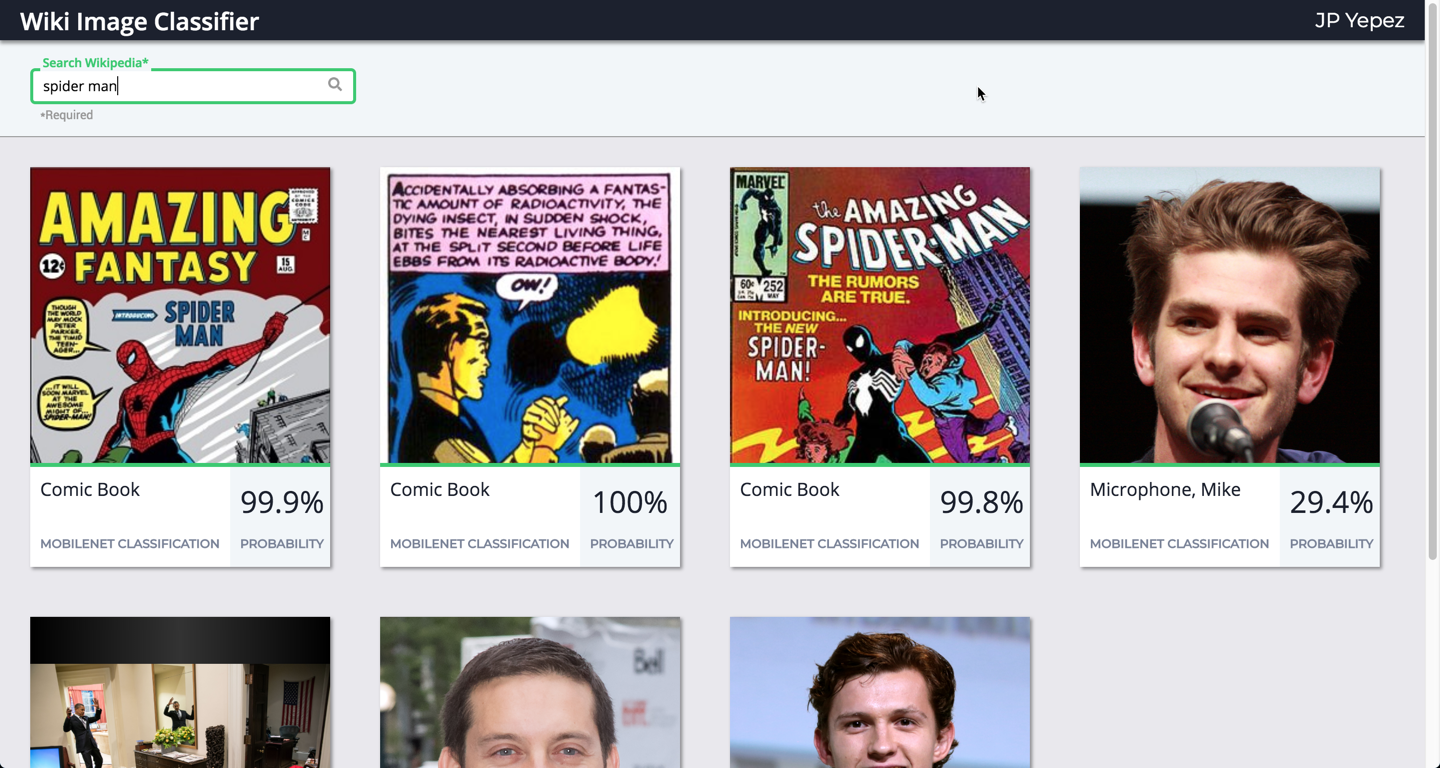 Wiki Image Classifier
JP Yepez
Search Wikipedia*
spider man
*Required
AMAZING
FANTASY
12¢
APPROVED
BY THE
COMICS
CODE
AUTHORITY
15
AUG.
INTRODUCING
SPIDER
MAN
THOUGH
THE WORLD
MAY MOCK
PETER
PARKER,
THE TIMID
TEEN-
AGER...
...IT WILL
SOON MARVEL
AT THE
AWESOME
MIGHT OF...
SPIDER-MAN!
ACCIDENTALLY ABSORBING A FANTAS-
TIC AMOUNT OF RADIOACTIVITY, THE
DYING INSECT, IN SUDDEN SHOCK,
BITES THE NEAREST LIVING THING,
AT THE SPLIT SECOND BEFORE LIFE
EBBS FROM ITS RADIOACTIVE BODY!
OW!
MARVEL
60¢
252
MAY
the AMAZING
SPIDER-MAN
THE RUMORS
ARE TRUE.
INTRODUCING...
THE NEW
SPIDER-
MAN!
Comic Book
99.9%
MOBILENET CLASSIFICATION
PROBABILITY
Comic Book
100%
MOBILENET CLASSIFICATION
PROBABILITY
Comic Book
99.8%
MOBILENET CLASSIFICATION
PROBABILITY
Microphone, Mike
29.4%
MOBILENET CLASSIFICATION
PROBABILITY
Bell